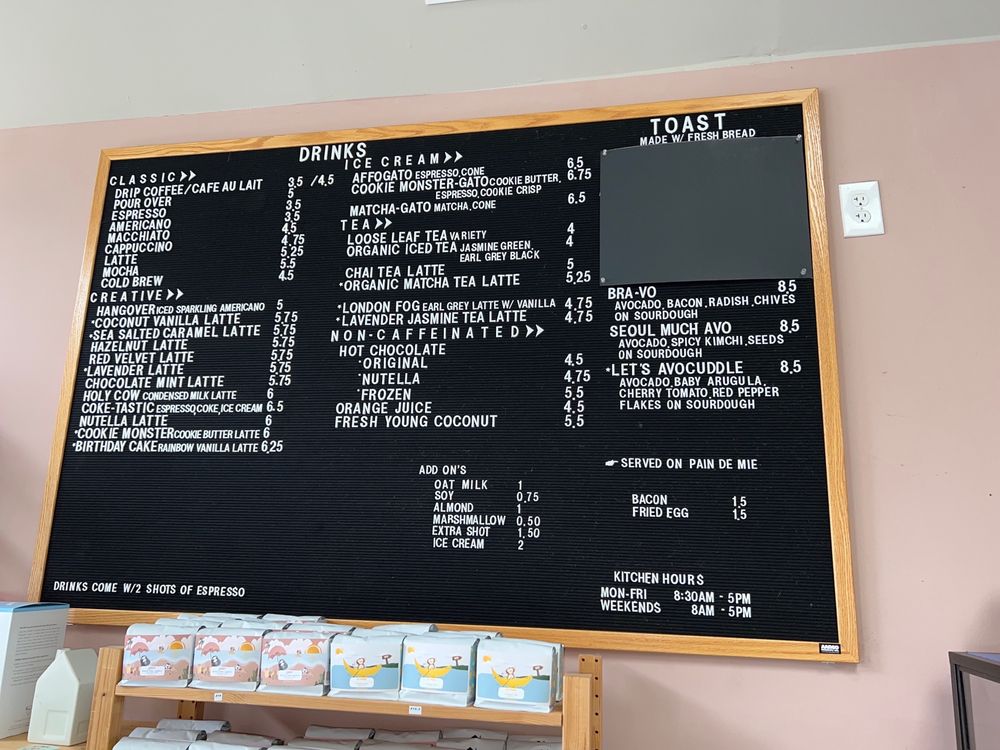 DRINKS
CLASSIC >>
DRIP COFFEE/CAFE AU LAIT 3.5 /4.5
POUR OVER 5
ESPRESSO 3.5
AMERICANO 3.5
MACCHIATO 4.5
CAPPUCCINO 4.75
LATTE 5.25
MOCHA 5.5
COLD BREW 4.5
CREATIVE >>
HANGOVER ICED SPARKLING AMERICANO 5
*COCONUT VANILLA LATTE 5.75
*SEA SALTED CARAMEL LATTE 5.75
HAZELNUT LATTE 5.75
RED VELVET LATTE 5.75
*LAVENDER LATTE 5.75
CHOCOLATE MINT LATTE 5.75
HOLY COW CONDENSED MILK LATTE 6
COKE-TASTIC ESPRESSO,COKE,ICE CREAM 6.5
NUTELLA LATTE 6
*COOKIE MONSTER COOKIE BUTTER LATTE 6
*BIRTHDAY CAKE RAINBOW VANILLA LATTE 6.25
DRINKS COME W/2 SHOTS OF ESPRESSO
ICE CREAM >>
AFFOGATO ESPRESSO,CONE 6.5
COOKIE MONSTER-GATO COOKIE BUTTER, 6.75
ESPRESSO,COOKIE CRISP
MATCHA-GATO MATCHA,CONE 6.5
TEA >>
LOOSE LEAF TEA VARIETY 4
ORGANIC ICED TEA JASMINE GREEN, 4
EARL GREY BLACK
CHAI TEA LATTE 5
*ORGANIC MATCHA TEA LATTE 5.25
*LONDON FOG EARL GREY LATTE W/ VANILLA 4.75
*LAVENDER JASMINE TEA LATTE 4.75
NON-CAFFEINATED >>
HOT CHOCOLATE
*ORIGINAL 4.5
*NUTELLA 4.75
*FROZEN 5.5
ORANGE JUICE 4.5
FRESH YOUNG COCONUT 5.5
ADD ON'S
OAT MILK 1
SOY 0.75
ALMOND 1
MARSHMALLOW 0.50
EXTRA SHOT 1.50
ICE CREAM 2
TOAST
MADE W/ FRESH BREAD
BRA-VO 8.5
AVOCADO,BACON,RADISH,CHIVES
ON SOURDOUGH
SEOUL MUCH AVO 8.5
AVOCADO,SPICY KIMCHI,SEEDS
ON SOURDOUGH
*LET'S AVOCUDDLE 8.5
AVOCADO,BABY ARUGULA,
CHERRY TOMATO,RED PEPPER
FLAKES ON SOURDOUGH
☛ SERVED ON PAIN DE MIE
BACON 1.5
FRIED EGG 1.5
KITCHEN HOURS
MON-FRI 8:30AM - 5PM
WEEKENDS 8AM - 5PM